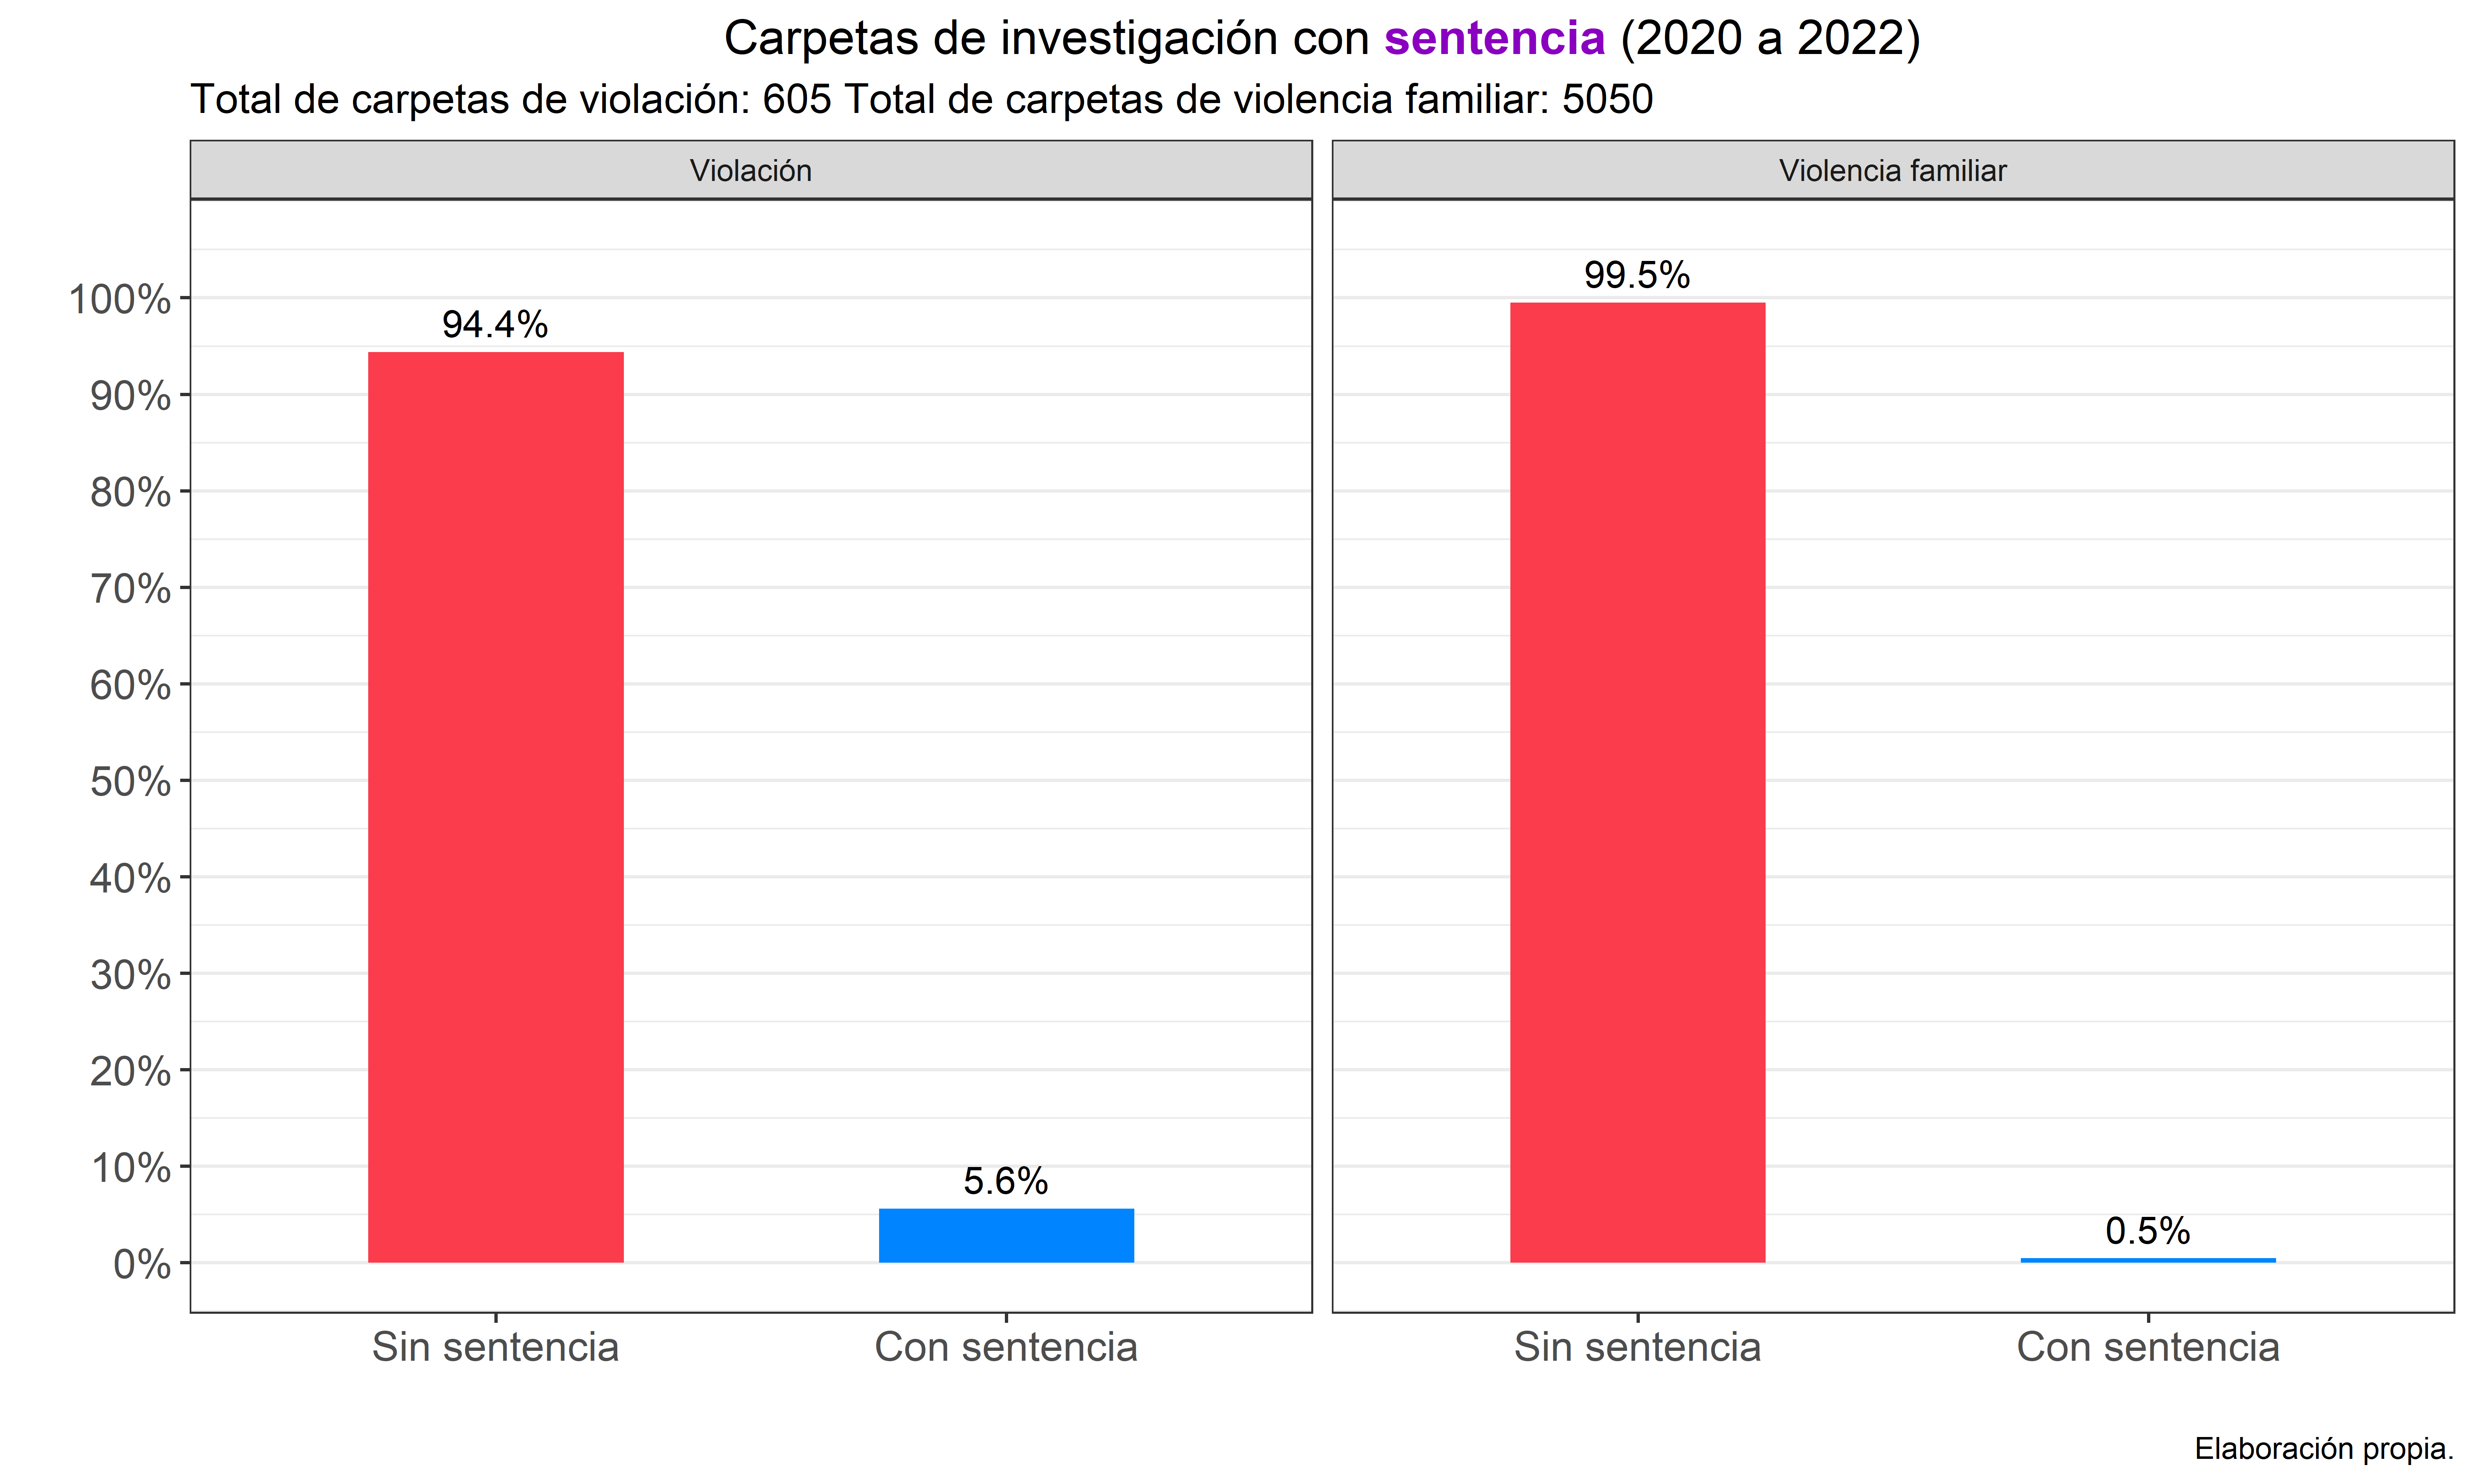 Carpetas de investigación con sentencia (2020 a 2022)
Total de carpetas de violación: 605 Total de carpetas de violencia familiar: 5050
Violación
Violencia familiar
100%
90%
80%
70%
60%
50%
40%
30%
20%
10%
0%
94.4%
5.6%
99.5%
0.5%
Sin sentencia
Con sentencia
Sin sentencia
Con sentencia
Elaboración propia.